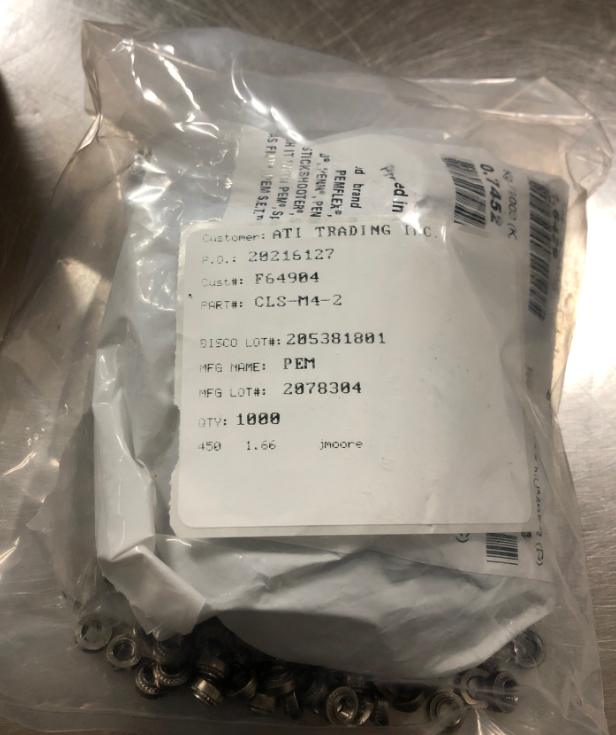 PEMFLEX®
STICKSHOOTER®,
d brand
0.7452
Customer: ATI TRADING INC.
P.O.: 20216127
Cust#: F64904
PART#: CLS-M4-2
DISCO LOT#: 205381801
MFG NAME: PEM
MFG LOT#: 2078304
QTY: 1000
450 1.66 jmoore